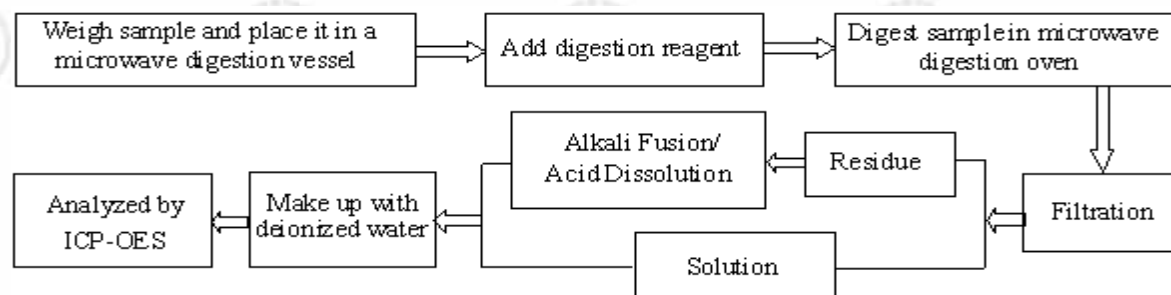 Weigh sample and place it in a
microwave digestion vessel
Add digestion reagent
Digest sample in microwave
digestion oven
Filtration
Residue
Alkali Fusion/
Acid Dissolution
Solution
Make up with
deionized water
Analyzed by
ICP-OES